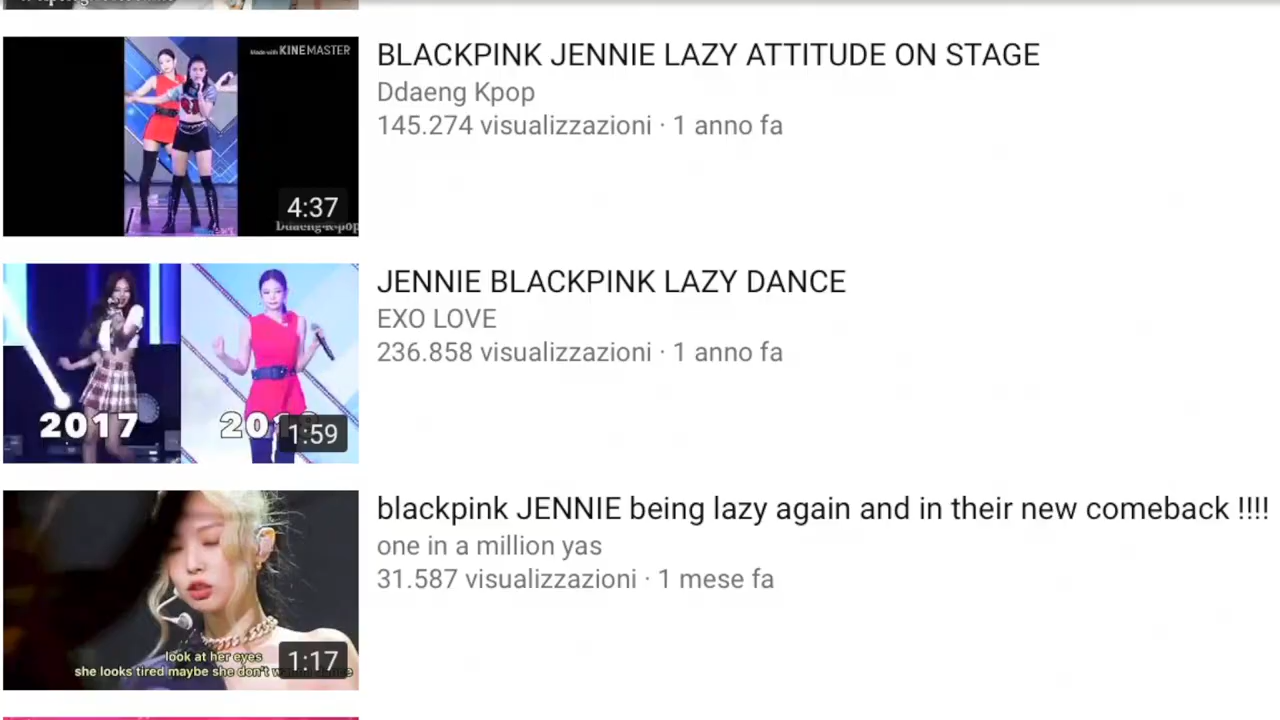 Made with KINEMASTER
BLACKPINK JENNIE LAZY ATTITUDE ON STAGE
Ddaeng Kpop
145.274 visualizzazioni · 1 anno fa
4:37
Ddaeng-K-pop
JENNIE BLACKPINK LAZY DANCE
EXO LOVE
236.858 visualizzazioni · 1 anno fa
2017
1:59
blackpink JENNIE being lazy again and in their new comeback !!!!
one in a million yas
31.587 visualizzazioni · 1 mese fa
look at her eyes
she looks tired maybe she don't
1:17